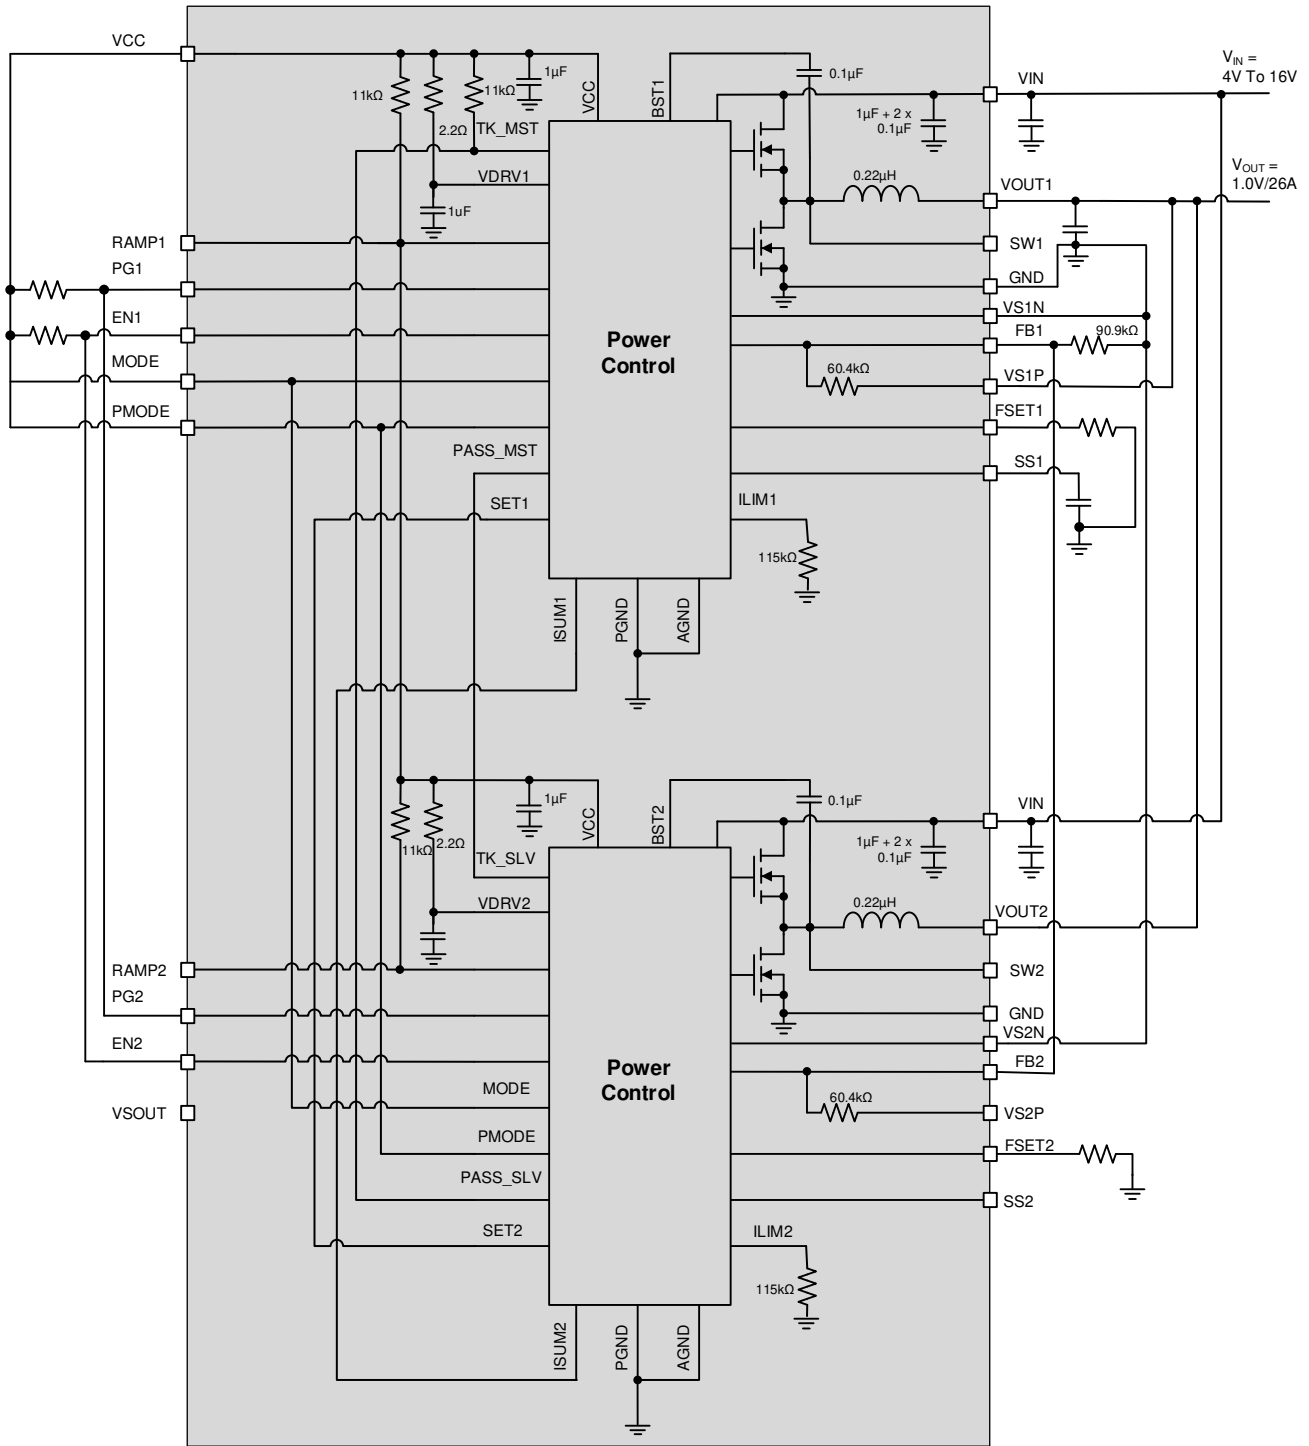 VCC
1µF
11kΩ
11kΩ
2.2Ω
TK_MST
VCC
BST1
0.1µF
1µF + 2 x
0.1µF
VIN
V_IN =
4V To 16V
VDRV1
1uF
0.22µH
VOUT1
V_OUT =
1.0V/26A
RAMP1
SW1
PG1
GND
EN1
VS1N
Power
Control
FB1
90.9kΩ
MODE
60.4kΩ
VS1P
PMODE
FSET1
PASS_MST
SS1
SET1
ILIM1
115kΩ
ISUM1
PGND
AGND
1µF
11kΩ
2.2Ω
TK_SLV
VCC
BST2
0.1µF
1µF + 2 x
0.1µF
VIN
VDRV2
0.22µH
VOUT2
RAMP2
SW2
PG2
GND
VS2N
EN2
Power
Control
FB2
MODE
60.4kΩ
VSOUT
VS2P
PMODE
FSET2
PASS_SLV
SS2
SET2
ILIM2
115kΩ
ISUM2
PGND
AGND